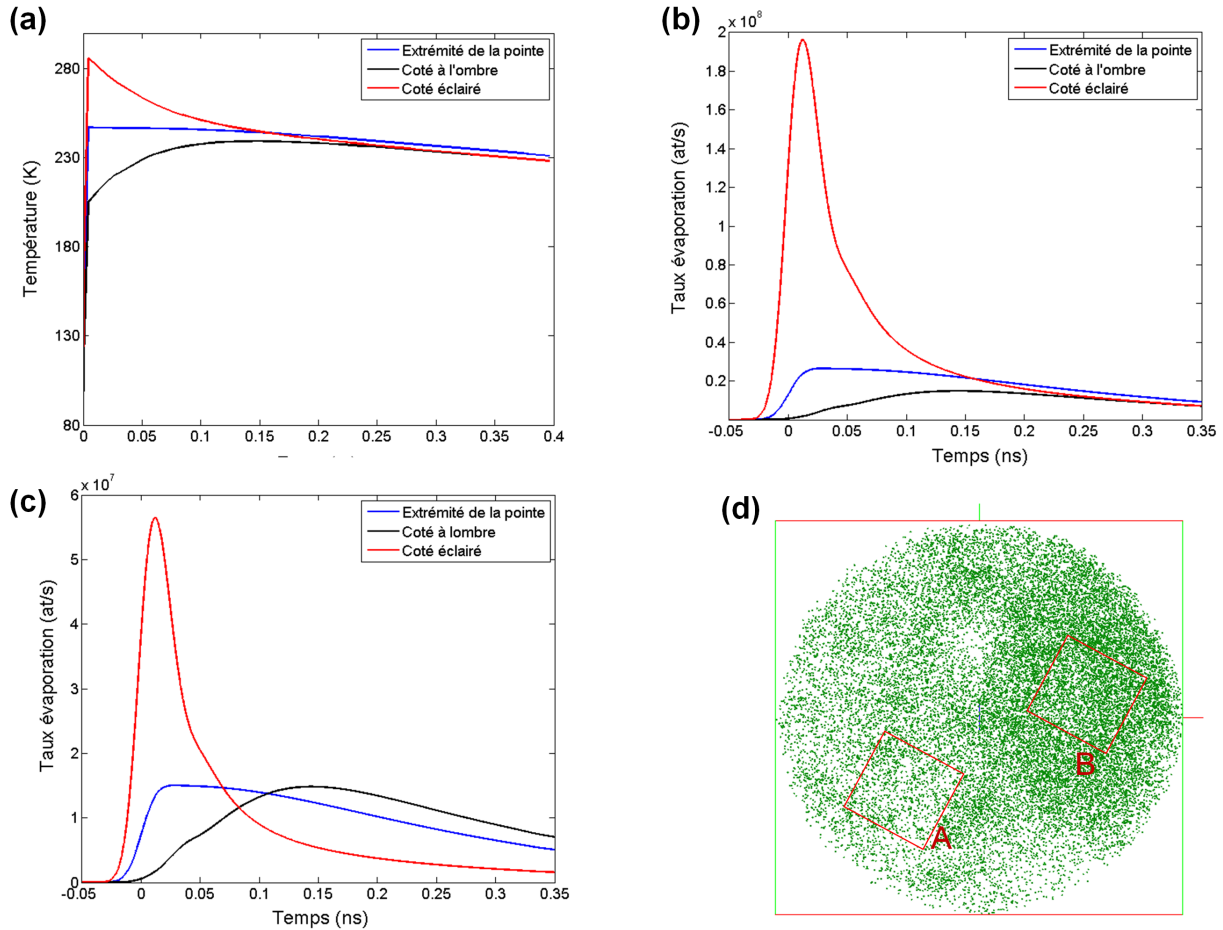 (a)
Température (K)
280
230
180
130
80
0
0.05
0.1
0.15
0.2
0.25
0.3
0.35
0.4
Extrémité de la pointe
Coté à l'ombre
Coté éclairé
(b)
x 10^8
Taux évaporation (at/s)
2
1.8
1.6
1.4
1.2
1
0.8
0.6
0.4
0.2
-0.05
0
0.05
0.1
0.15
0.2
0.25
0.3
0.35
Temps (ns)
Extrémité de la pointe
Coté à l'ombre
Coté éclairé
(c)
x 10^7
Taux évaporation (at/s)
6
5
4
3
2
1
0
-0.05
0
0.05
0.1
0.15
0.2
0.25
0.3
0.35
Temps (ns)
Extrémité de la pointe
Coté à lombre
Coté éclairé
(d)
B
A